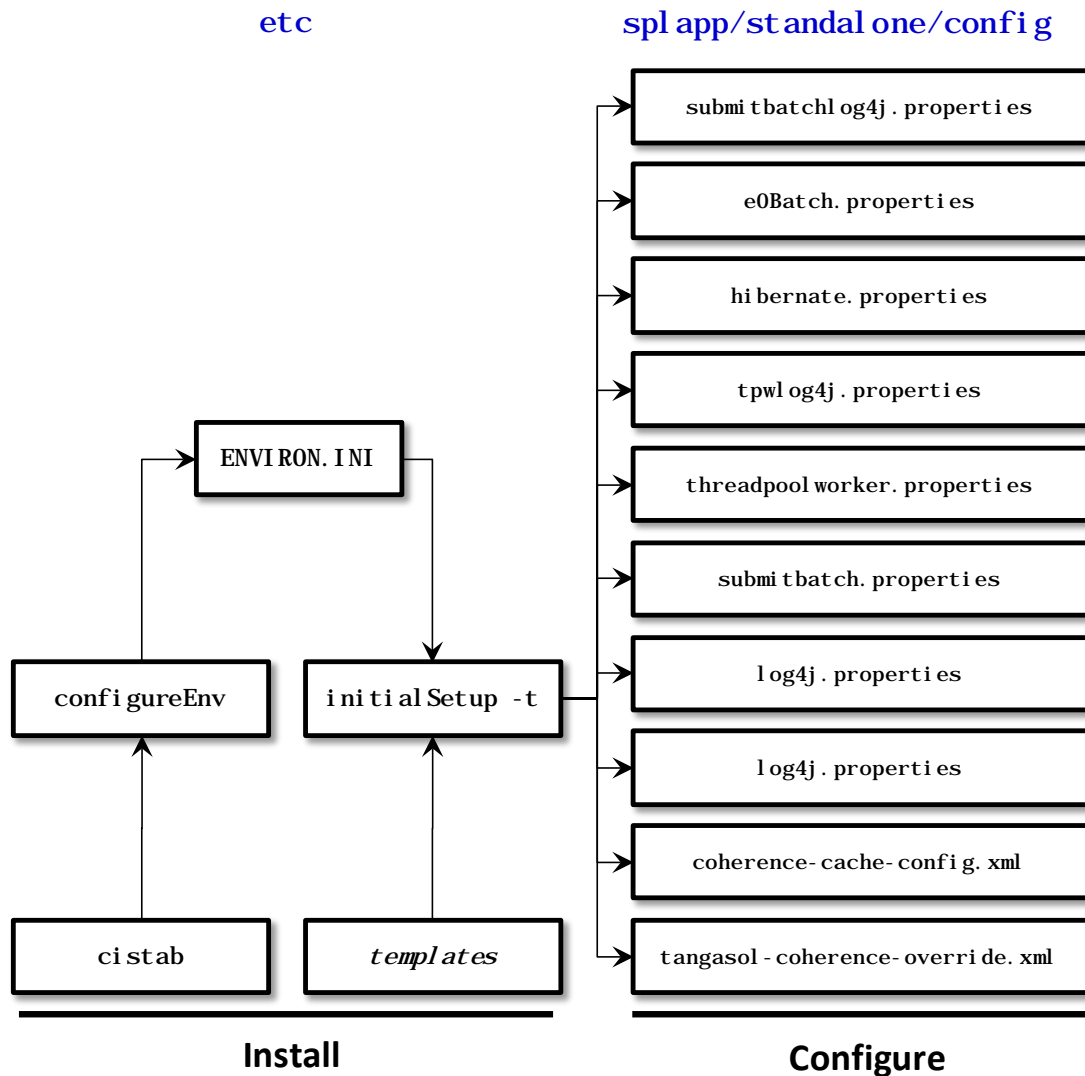 etc
splapp/standalone/config
submitbatchlog4j.properties
e0Batch.properties
hibernate.properties
tpwlog4j.properties
ENVIRON.INI
threadpoolworker.properties
submitbatch.properties
configureEnv
initialSetup -t
log4j.properties
log4j.properties
coherence-cache-config.xml
cistab
templates
tangasol-coherence-override.xml
Install
Configure